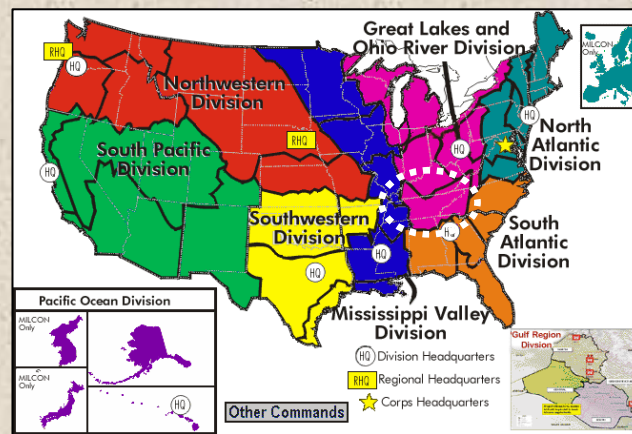 Great Lakes and
Ohio River Division
MILCON
Only
RHQ
HQ
Northwestern
Division
HQ
North
Atlantic
Division
RHQ
HQ
South Pacific
Division
HQ
Southwestern
Division
South
Atlantic
Division
HQ
HQ
Mississippi Valley
Division
Pacific Ocean Division
MILCON
Only
MILCON
Only
HQ
HQ Division Headquarters
RHQ Regional Headquarters
Corps Headquarters
Other Commands
Gulf Region
Division